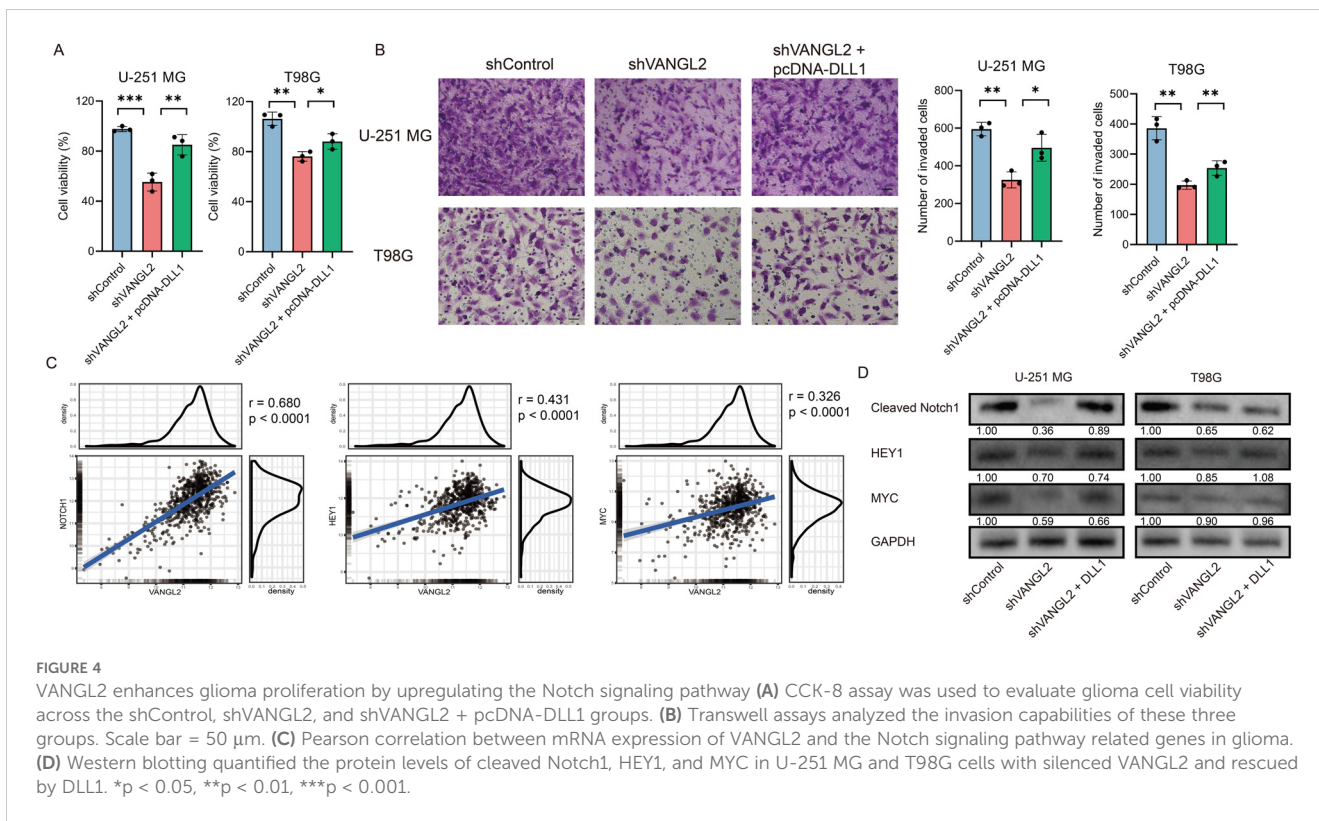 A
U-251 MG
Cell viability (%)
120
80
40
0
***
**
shControl
shVANGL2
shVANGL2 + pcDNA-DLL1
T98G
Cell viability (%)
120
80
40
0
**
*
shControl
shVANGL2
shVANGL2 + pcDNA-DLL1
B
shControl
shVANGL2
shVANGL2 +
pcDNA-DLL1
U-251 MG
T98G
U-251 MG
Number of invaded cells
800
600
400
200
0
**
*
shControl
shVANGL2
shVANGL2 + pcDNA-DLL1
T98G
Number of invaded cells
500
400
300
200
100
0
**
**
shControl
shVANGL2
shVANGL2 + pcDNA-DLL1
C
density
r = 0.680
p < 0.0001
NOTCH1
VANGL2
density
density
r = 0.431
p < 0.0001
HEY1
VANGL2
density
density
r = 0.326
p < 0.0001
MYC
VANGL2
density
D
U-251 MG
T98G
Cleaved Notch1
1.00 0.36 0.89 1.00 0.65 0.62
HEY1
1.00 0.70 0.74 1.00 0.85 1.08
MYC
1.00 0.59 0.66 1.00 0.90 0.96
GAPDH
shControl
shVANGL2
shVANGL2 + DLL1
shControl
shVANGL2
shVANGL2 + DLL1
FIGURE 4
VANGL2 enhances glioma proliferation by upregulating the Notch signaling pathway (A) CCK-8 assay was used to evaluate glioma cell viability
across the shControl, shVANGL2, and shVANGL2 + pcDNA-DLL1 groups. (B) Transwell assays analyzed the invasion capabilities of these three
groups. Scale bar = 50 μm. (C) Pearson correlation between mRNA expression of VANGL2 and the Notch signaling pathway related genes in glioma.
(D) Western blotting quantified the protein levels of cleaved Notch1, HEY1, and MYC in U-251 MG and T98G cells with silenced VANGL2 and rescued
by DLL1. *p < 0.05, **p < 0.01, ***p < 0.001.